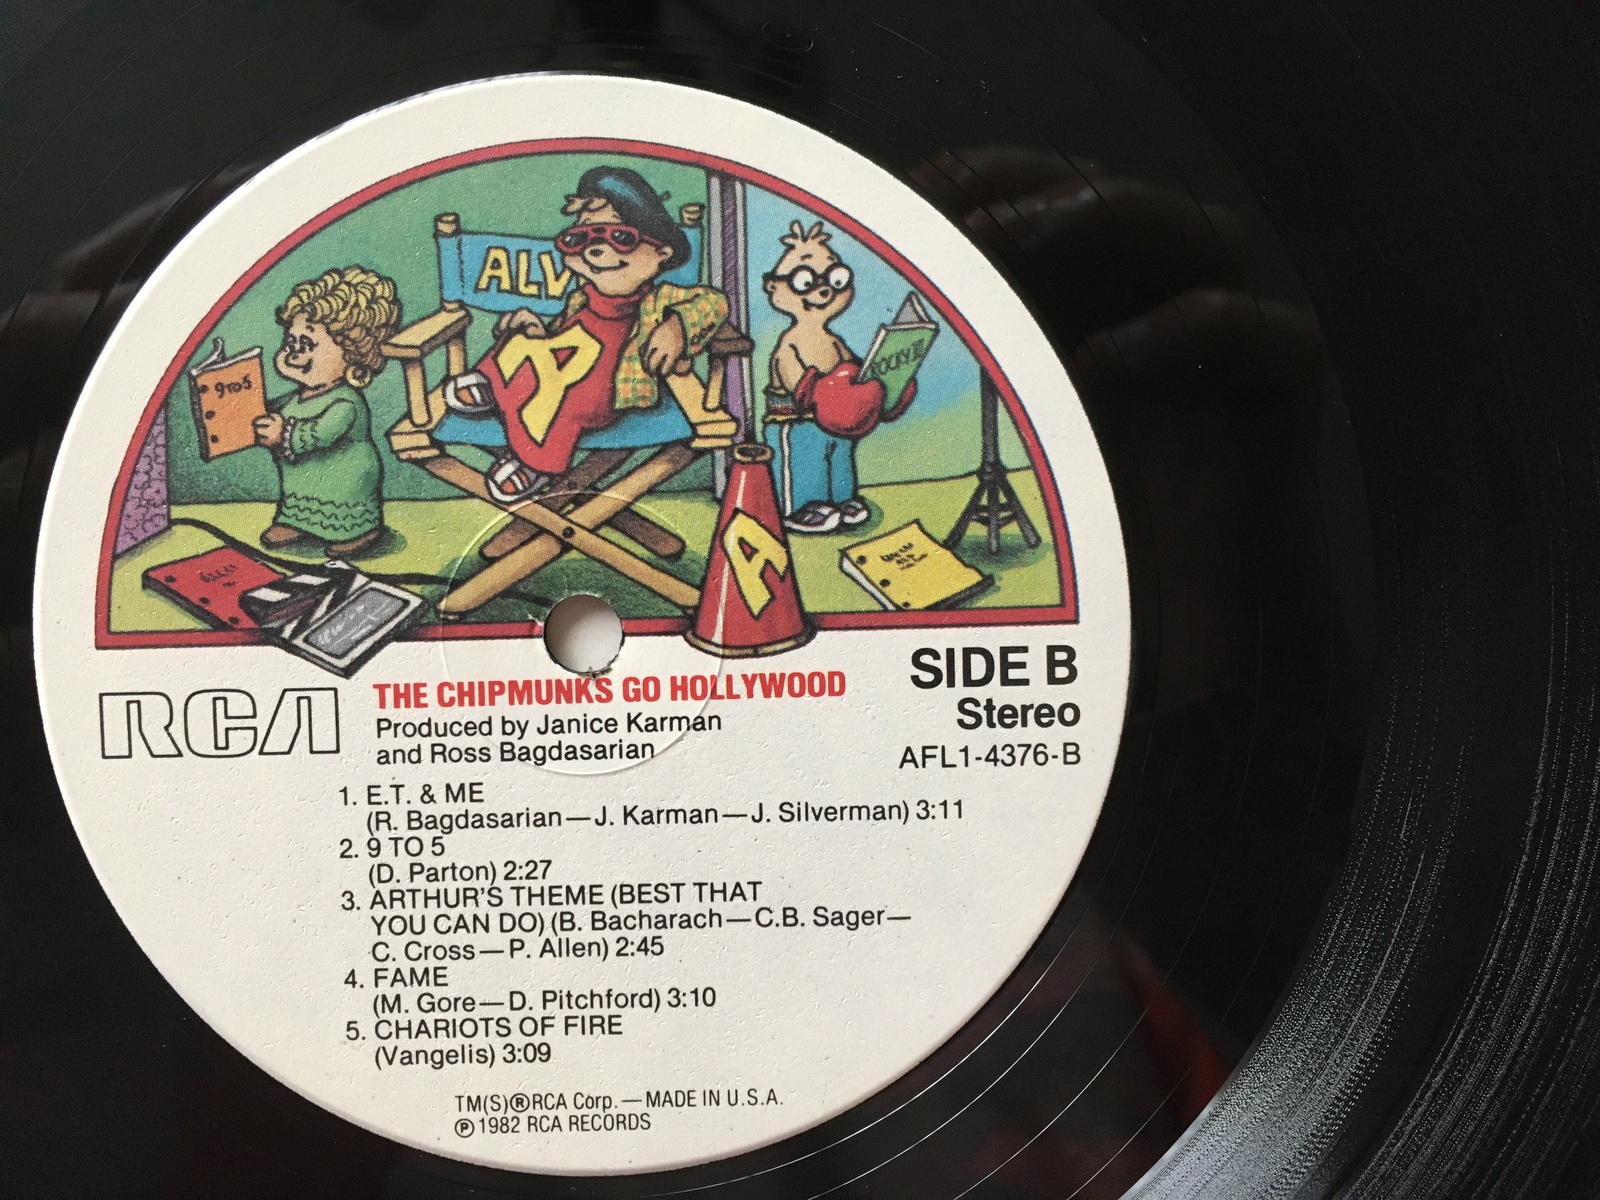 9 TO 5
ALV
ROCKY III
A
RCA
THE CHIPMUNKS GO HOLLYWOOD
Produced by Janice Karman
and Ross Bagdasarian
SIDE B
Stereo
AFL1-4376-B
1. E.T. & ME
(R. Bagdasarian—J. Karman—J. Silverman) 3:11
2. 9 TO 5
(D. Parton) 2:27
3. ARTHUR'S THEME (BEST THAT
YOU CAN DO) (B. Bacharach—C.B. Sager—
C. Cross—P. Allen) 2:45
4. FAME
(M. Gore—D. Pitchford) 3:10
5. CHARIOTS OF FIRE
(Vangelis) 3:09
TM(S)®RCA Corp.—MADE IN U.S.A.
℗ 1982 RCA RECORDS